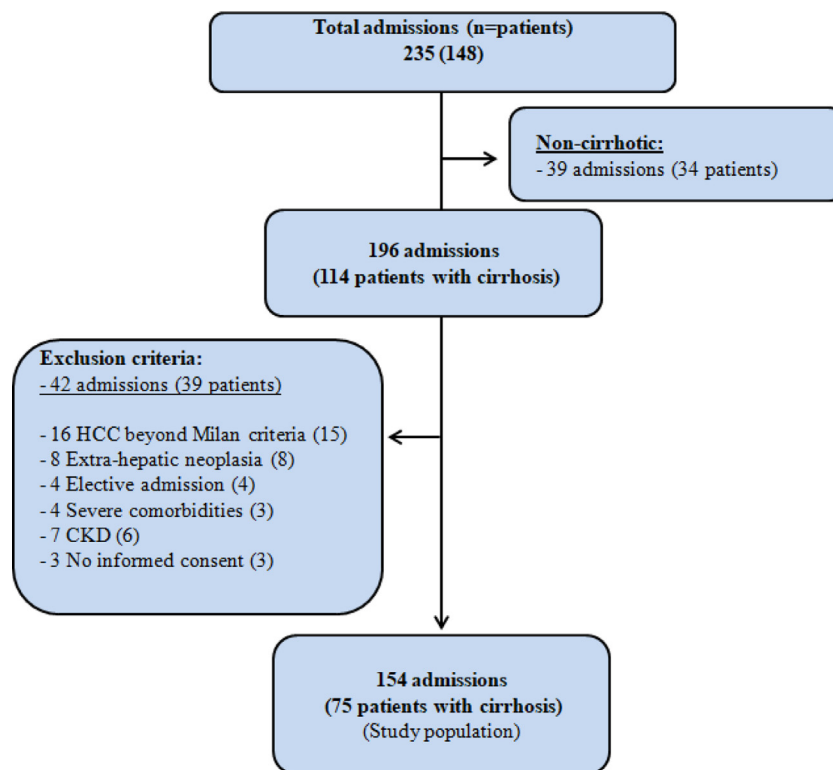 Total admissions (n=patients)
235 (148)
Non-cirrhotic:
- 39 admissions (34 patients)
196 admissions
(114 patients with cirrhosis)
Exclusion criteria:
- 42 admissions (39 patients)
- 16 HCC beyond Milan criteria (15)
- 8 Extra-hepatic neoplasia (8)
- 4 Elective admission (4)
- 4 Severe comorbidities (3)
- 7 CKD (6)
- 3 No informed consent (3)
154 admissions
(75 patients with cirrhosis)
(Study population)